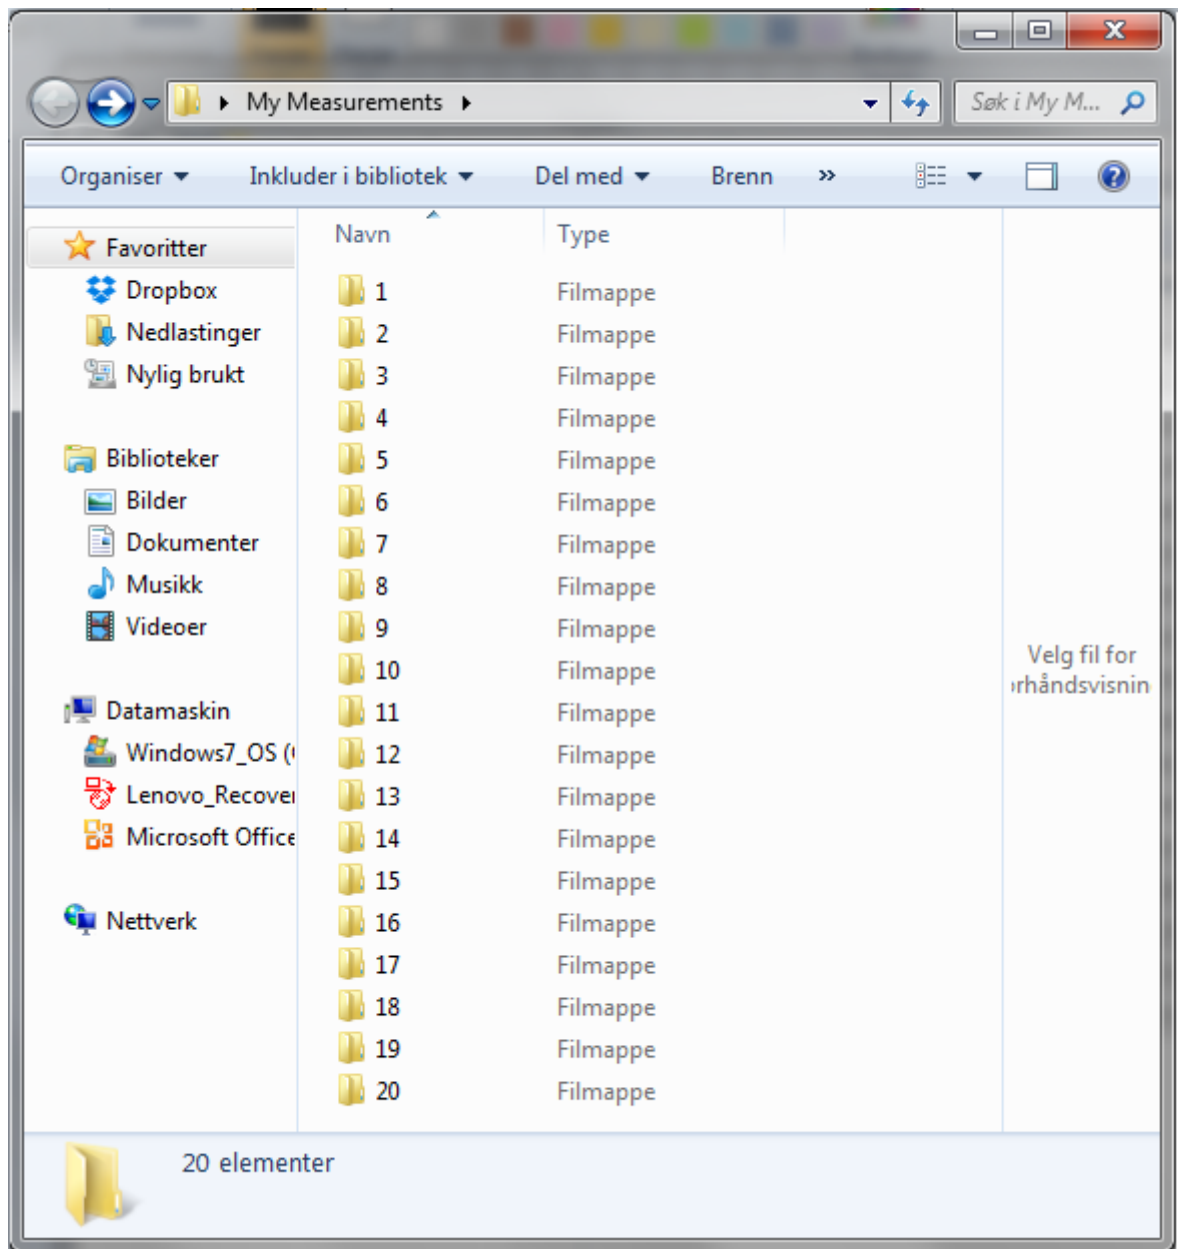 My Measurements
Søk i My M...
Organiser Inkluder i bibliotek Del med Brenn »
Navn Type
Favoritter
Dropbox
Nedlastinger
Nylig brukt
Biblioteker
Bilder
Dokumenter
Musikk
Videoer
Datamaskin
Windows7_OS (
Lenovo_Recover
Microsoft Office
Nettverk
1 Filmappe
2 Filmappe
3 Filmappe
4 Filmappe
5 Filmappe
6 Filmappe
7 Filmappe
8 Filmappe
9 Filmappe
10 Filmappe
11 Filmappe
12 Filmappe
13 Filmappe
14 Filmappe
15 Filmappe
16 Filmappe
17 Filmappe
18 Filmappe
19 Filmappe
20 Filmappe
Velg fil for
orhåndsvisnin
20 elementer